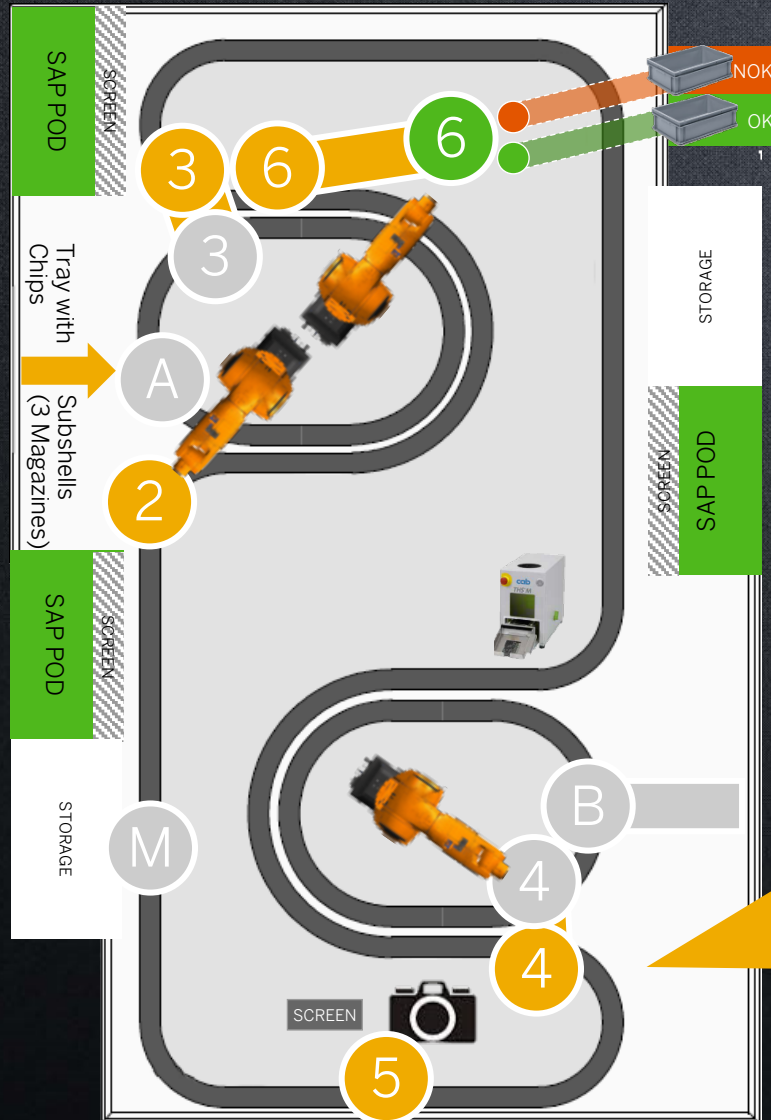 SAP POD
SCREEN
NOK
OK
1
3
6
6
3
Tray with
Chips
STORAGE
A
Subshells
(3 Magazines)
2
SCREEN
SAP POD
cab
SAP POD
SCREEN
STORAGE
M
B
4
4
SCREEN
5